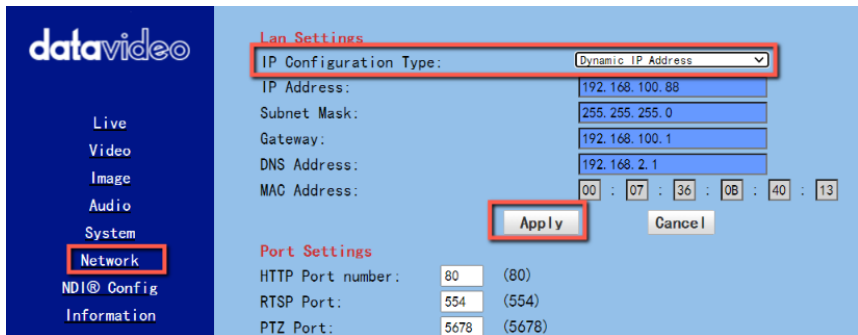 datavideo
Live
Video
Image
Audio
System
Network
NDI® Config
Information
Lan Settings
IP Configuration Type: Dynamic IP Address
IP Address: 192.168.100.88
Subnet Mask: 255.255.255.0
Gateway: 192.168.100.1
DNS Address: 192.168.2.1
MAC Address: 00 : 07 : 36 : 0B : 40 : 13
Apply Cancel
Port Settings
HTTP Port number: 80 (80)
RTSP Port: 554 (554)
PTZ Port: 5678 (5678)